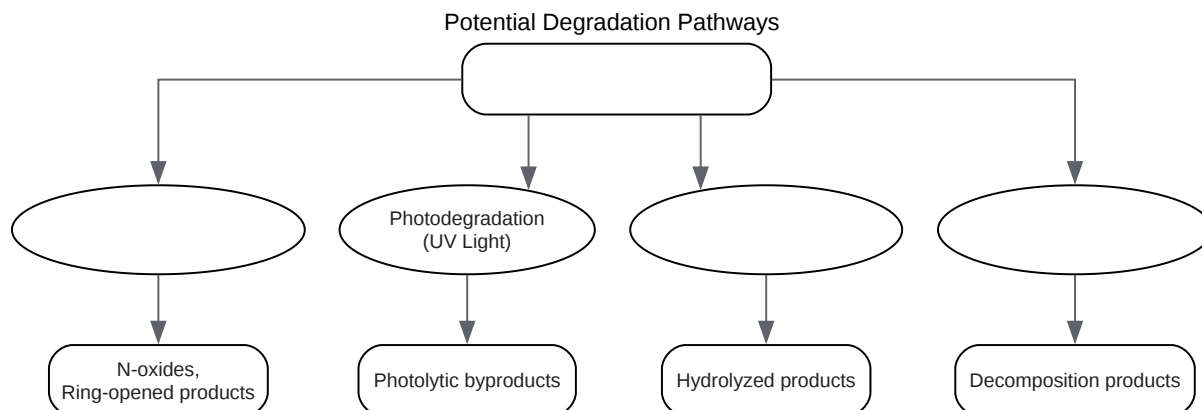 Potential Degradation Pathways
Photodegradation
(UV Light)
N-oxides,
Ring-opened products
Photolytic byproducts
Hydrolyzed products
Decomposition products